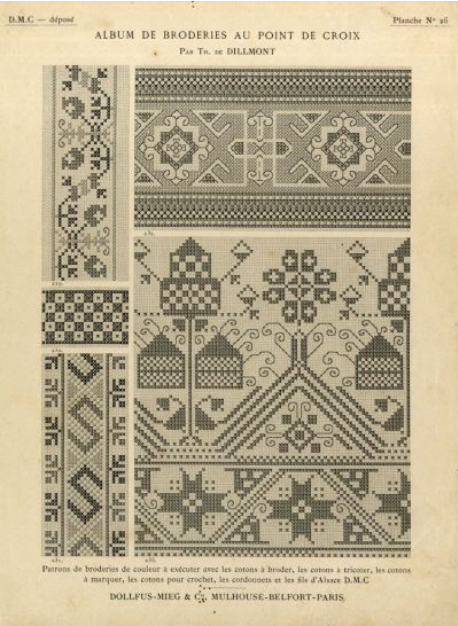 D.M.C — déposé
Planche Nº 26
ALBUM DE BRODERIES AU POINT DE CROIX
PAR TH. DE DILLMONT
Patrons de broderies de couleur à exécuter avec les cotons à broder, les cotons à tricoter, les cotons
à marquer, les cotons pour crochet, les cordonnets et les fils d'Alsace D.M.C
DOLLFUS-MIEG & Cie, MULHOUSE-BELFORT-PARIS